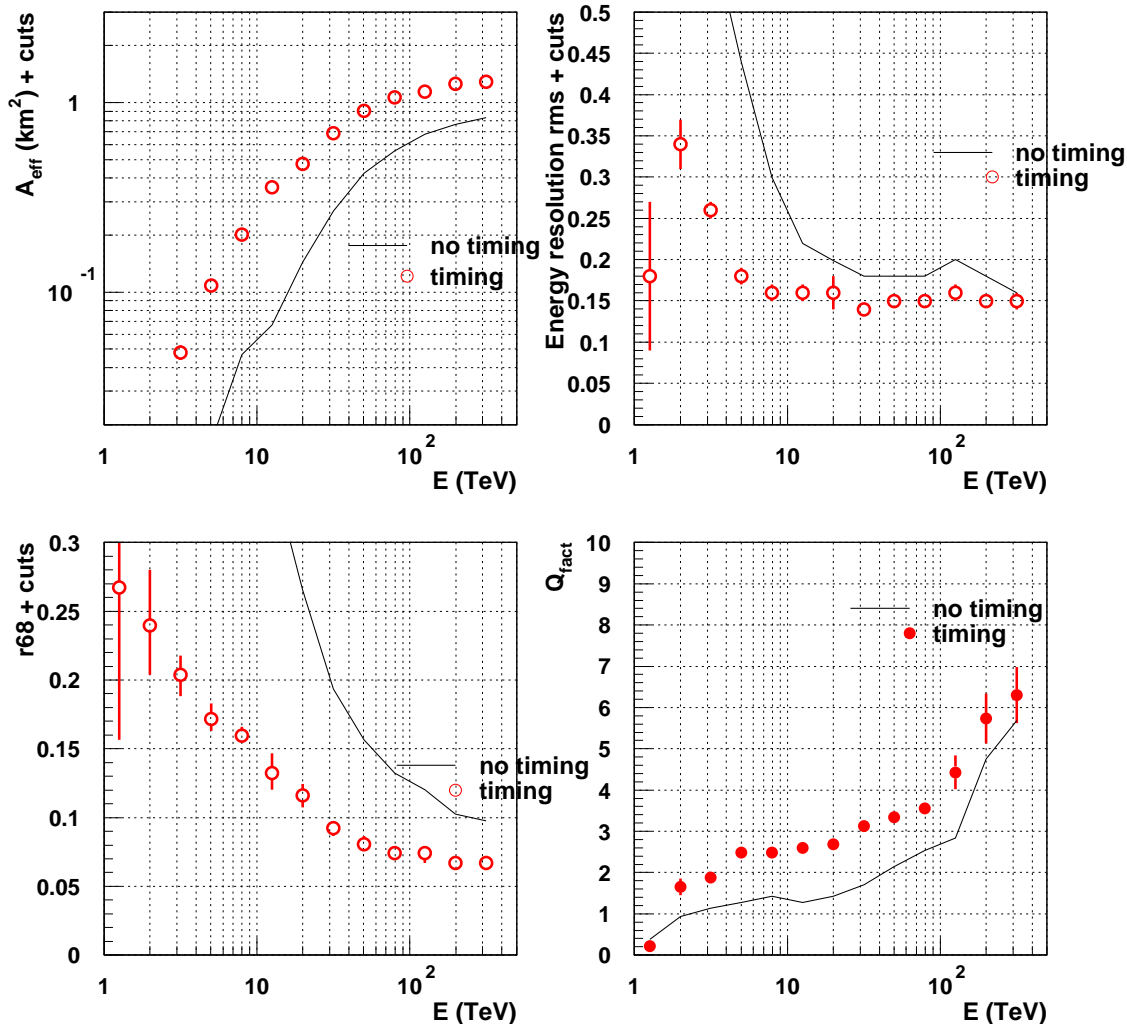 A_eff (km²) + cuts
1
10⁻¹
no timing
timing
1
10
10²
E (TeV)
Energy resolution rms + cuts
0.5
0.45
0.4
0.35
0.3
0.25
0.2
0.15
0.1
0.05
0
no timing
timing
1
10
10²
E (TeV)
r68 + cuts
0.3
0.25
0.2
0.15
0.1
0.05
0
no timing
timing
1
10
10²
E (TeV)
Q_fact
10
9
8
7
6
5
4
3
2
1
0
no timing
timing
1
10
10²
E (TeV)